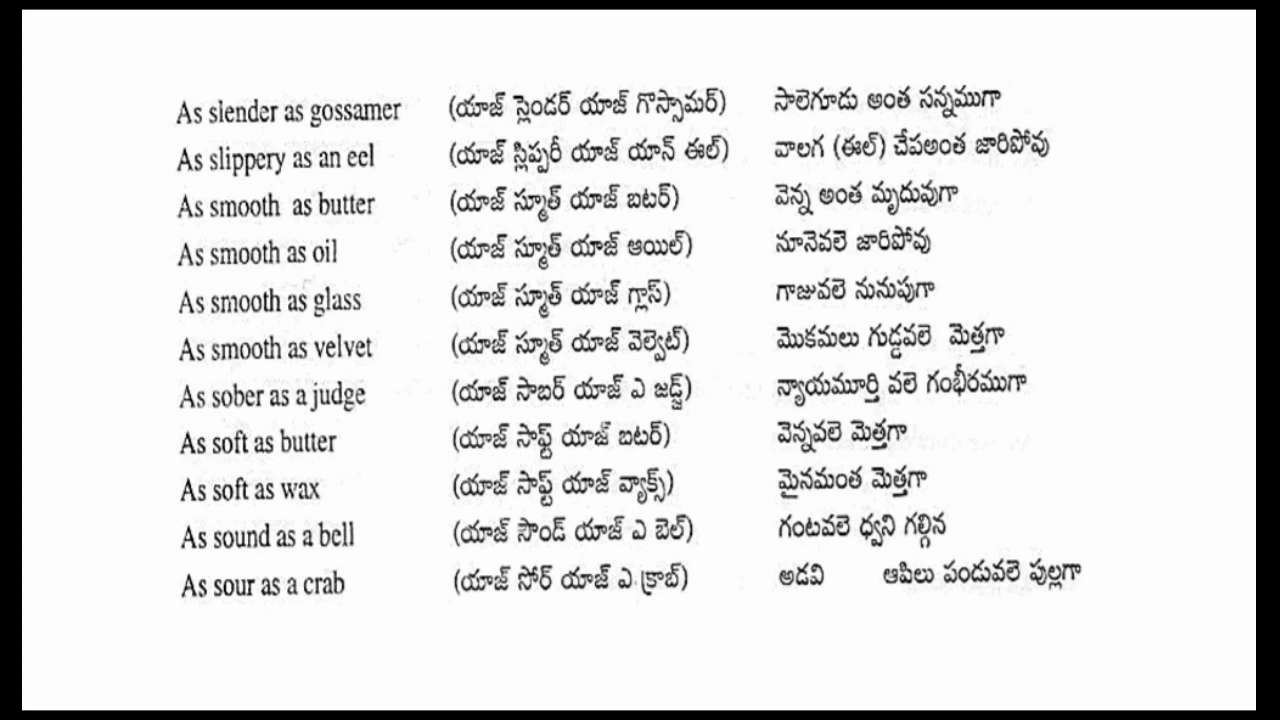 As slender as gossamer (యాజ్ స్లెండర్ యాజ్ గొస్సామర్) సాలెగూడు అంత సన్నముగా
As slippery as an eel (యాజ్ స్లిప్పరీ యాజ్ యాన్ ఈల్) వాలగ (ఈల్) చేపఅంత జారిపోవు
As smooth as butter (యాజ్ స్మూత్ యాజ్ బటర్) వెన్న అంత మృదువుగా
As smooth as oil (యాజ్ స్మూత్ యాజ్ ఆయిల్) నూనెవలె జారిపోవు
As smooth as glass (యాజ్ స్మూత్ యాజ్ గ్లాస్) గాజువలె నునుపుగా
As smooth as velvet (యాజ్ స్మూత్ యాజ్ వెల్వెట్) మొకమలు గుడ్డవలె మెత్తగా
As sober as a judge (యాజ్ సాబర్ యాజ్ ఎ జడ్జ్) న్యాయమూర్తి వలె గంభీరముగా
As soft as butter (యాజ్ సాఫ్ట్ యాజ్ బటర్) వెన్నవలె మెత్తగా
As soft as wax (యాజ్ సాఫ్ట్ యాజ్ వ్యాక్స్) మైనమంత మెత్తగా
As sound as a bell (యాజ్ సౌండ్ యాజ్ ఎ బెల్) గంటవలె ధ్వని గల్గిన
As sour as a crab (యాజ్ సోర్ యాజ్ ఎ క్రాబ్) అడవి ఆపిలు పండువలె పుల్లగా